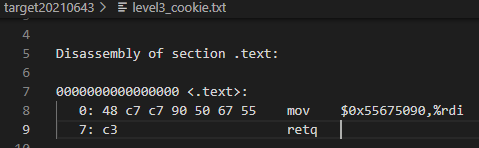 target20210643 > level3_cookie.txt
4
5 Disassembly of section .text:
6
7 0000000000000000 <.text>:
8 0: 48 c7 c7 90 50 67 55 mov $0x55675090,%rdi
9 7: c3 retq